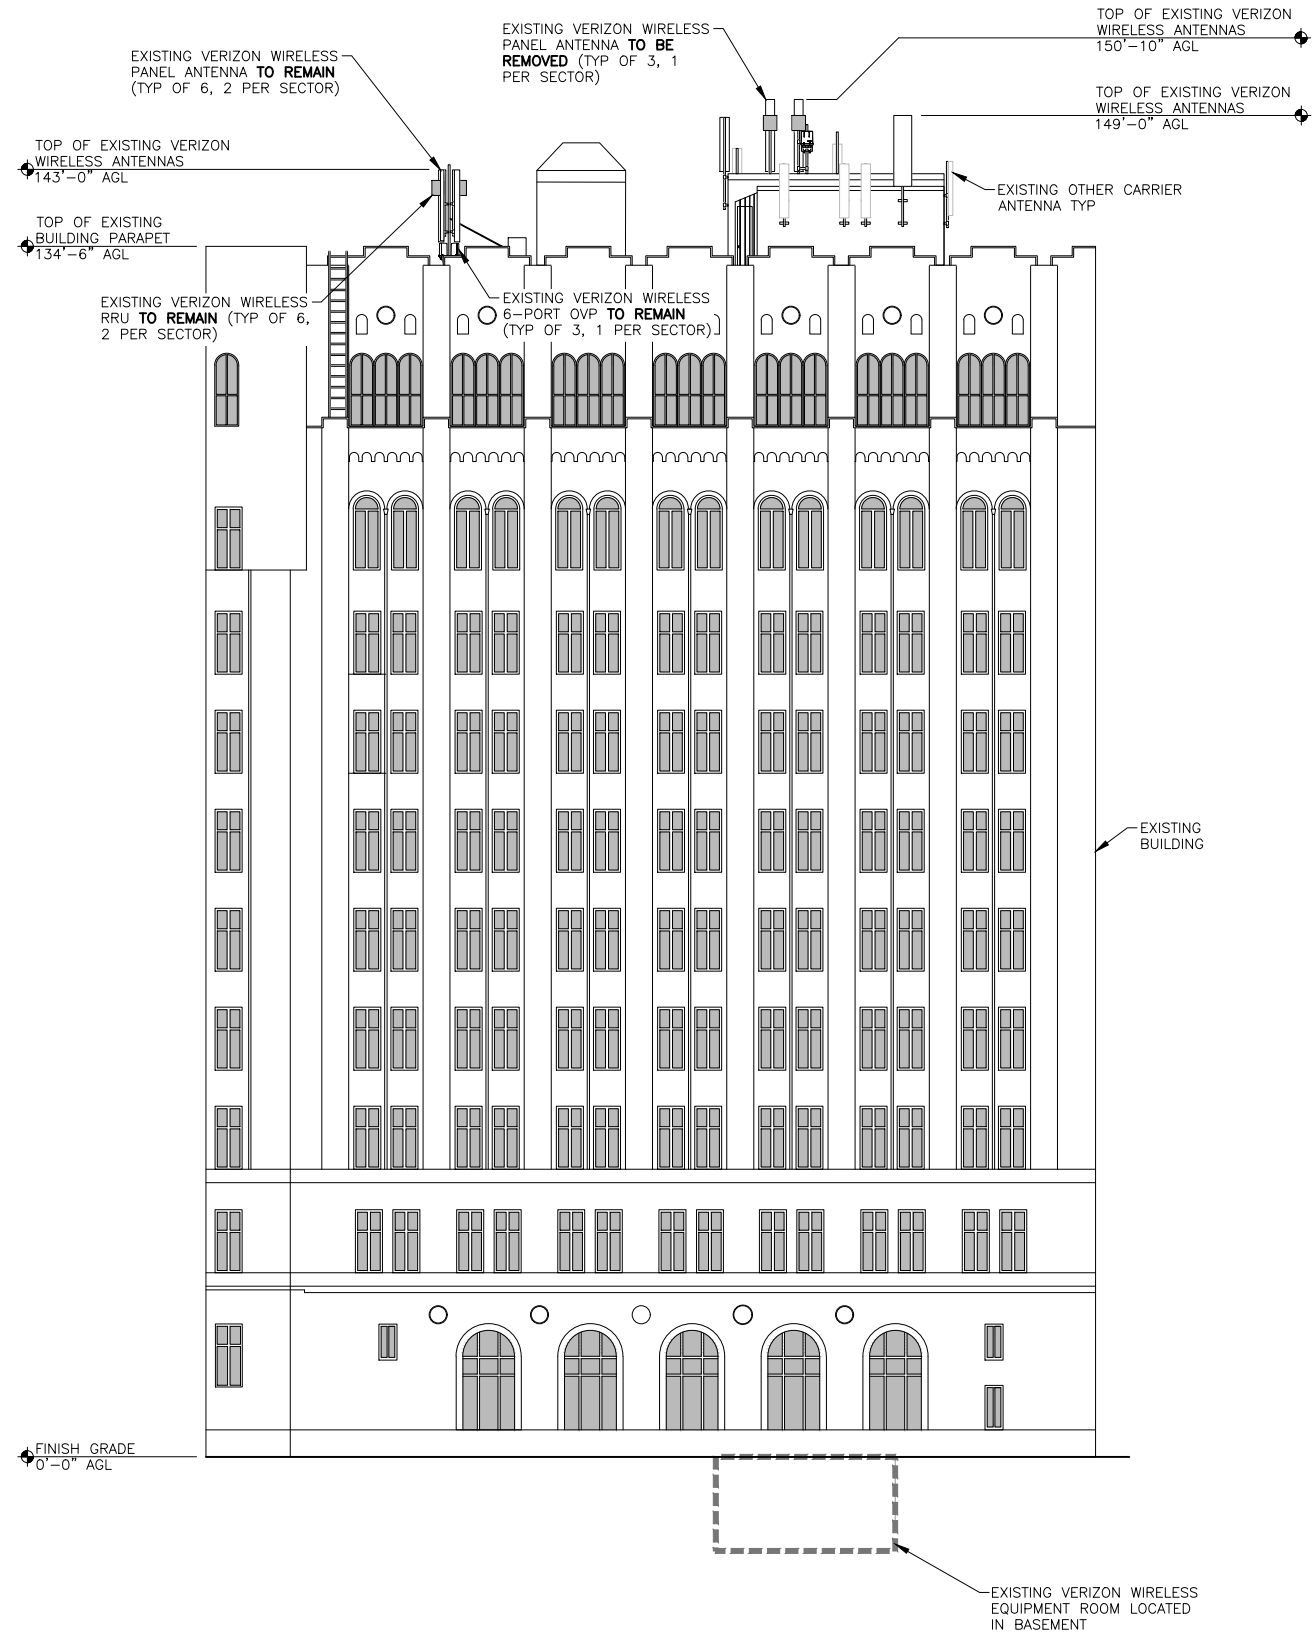 EXISTING VERIZON WIRELESS
PANEL ANTENNA TO REMAIN
(TYP OF 6, 2 PER SECTOR)
EXISTING VERIZON WIRELESS
PANEL ANTENNA TO BE
REMOVED (TYP OF 3, 1
PER SECTOR)
TOP OF EXISTING VERIZON
WIRELESS ANTENNAS
150'-10" AGL
TOP OF EXISTING VERIZON
WIRELESS ANTENNAS
149'-0" AGL
TOP OF EXISTING VERIZON
WIRELESS ANTENNAS
143'-0" AGL
EXISTING OTHER CARRIER
ANTENNA TYP
TOP OF EXISTING
BUILDING PARAPET
134'-6" AGL
EXISTING VERIZON WIRELESS
RRU TO REMAIN (TYP OF 6,
2 PER SECTOR)
EXISTING VERIZON WIRELESS
6-PORT OVP TO REMAIN
(TYP OF 3, 1 PER SECTOR)
EXISTING
BUILDING
FINISH GRADE
0'-0" AGL
EXISTING VERIZON WIRELESS
EQUIPMENT ROOM LOCATED
IN BASEMENT